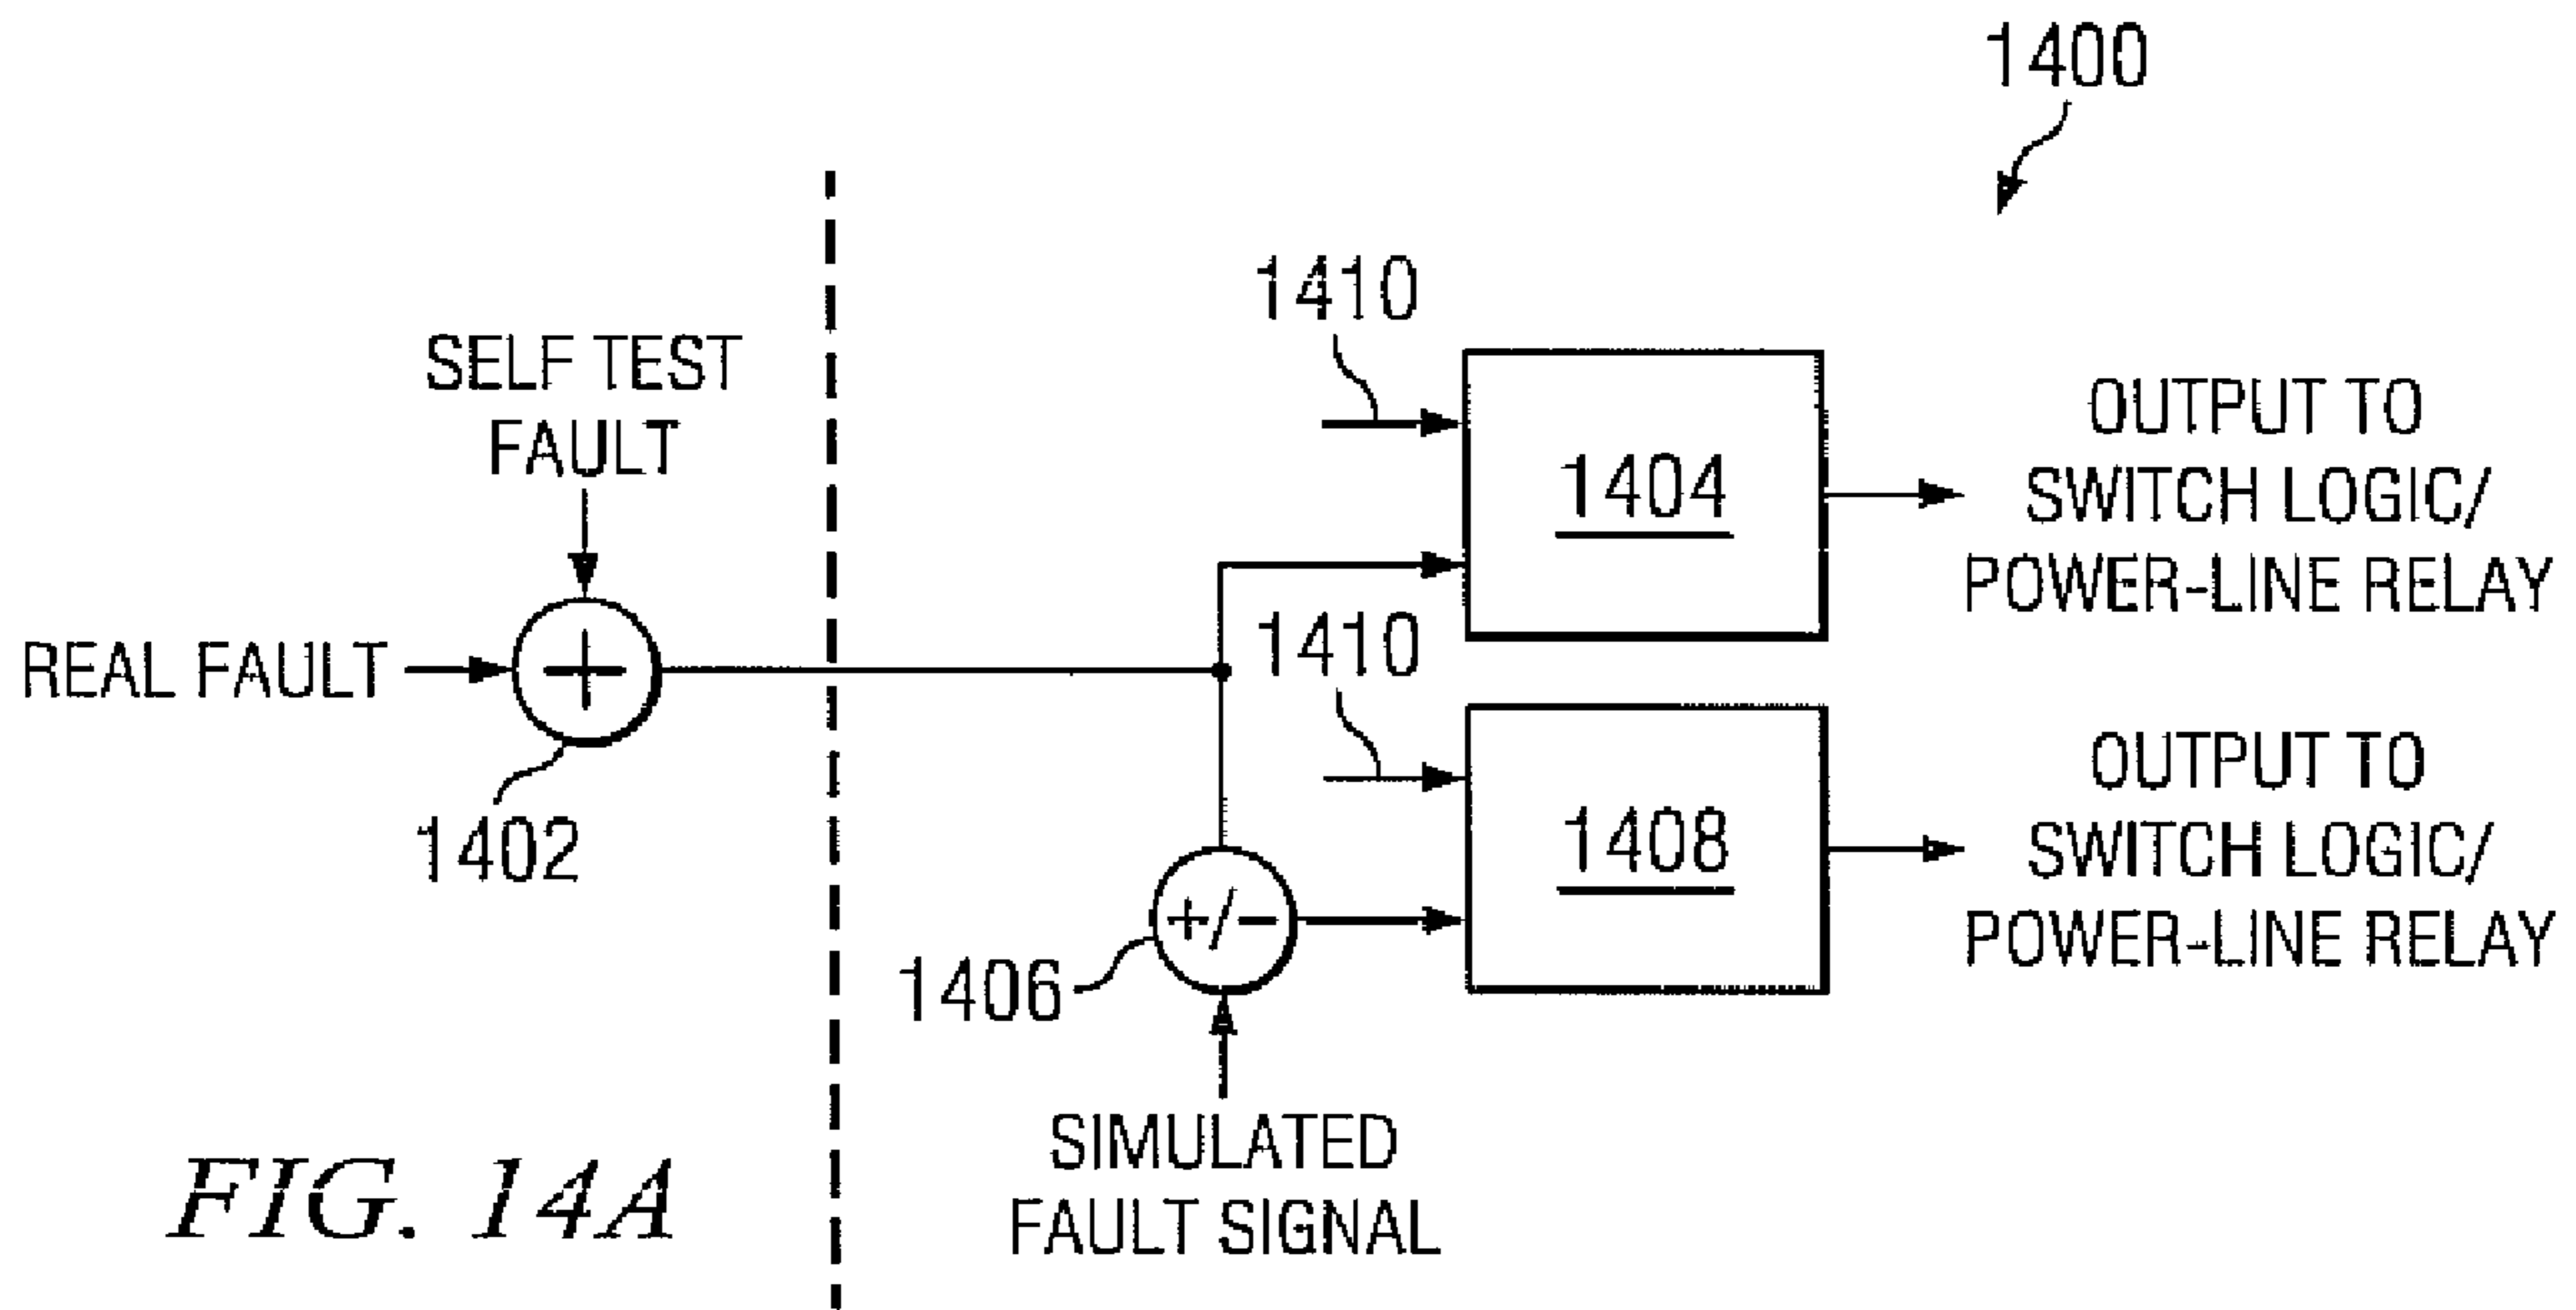 1400
1410
SELF TEST
FAULT
1404
OUTPUT TO
SWITCH LOGIC/
POWER-LINE RELAY
REAL FAULT
+
1402
1410
1408
OUTPUT TO
SWITCH LOGIC/
POWER-LINE RELAY
+/-
1406
SIMULATED
FAULT SIGNAL
FIG. 14A